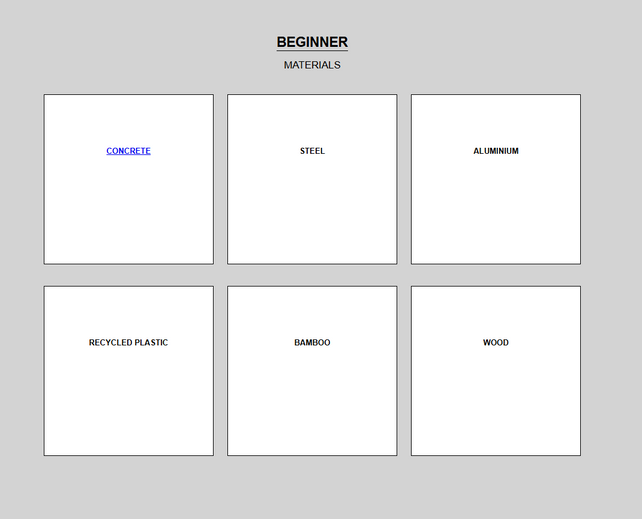 BEGINNER
MATERIALS
CONCRETE
STEEL
ALUMINIUM
RECYCLED PLASTIC
BAMBOO
WOOD